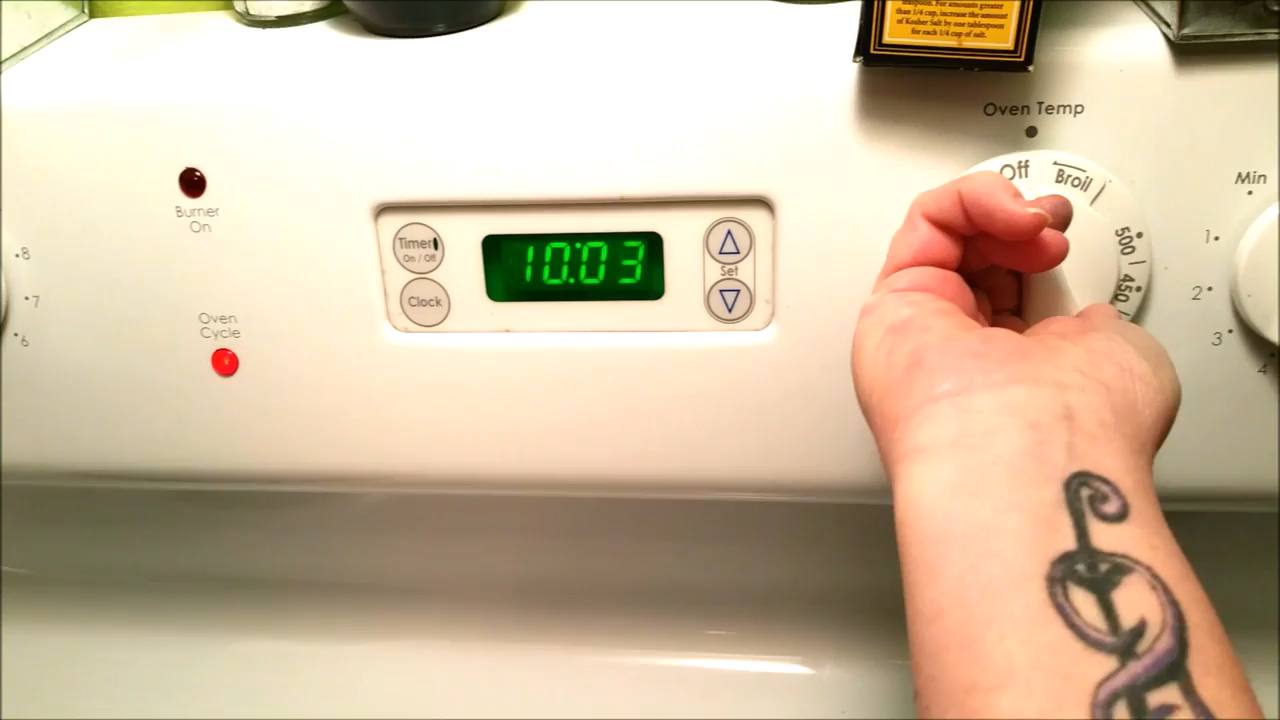 teaspoon. For amounts greater
than 1/4 cup, increase the amount
of Kosher Salt by one tablespoon
for each 1/4 cup of salt.
Oven Temp
Off
Broil
500
450
Min
1
2
3
4
Burner
On
8
7
6
Oven
Cycle
Timer
On / Off
Clock
10:03
Set